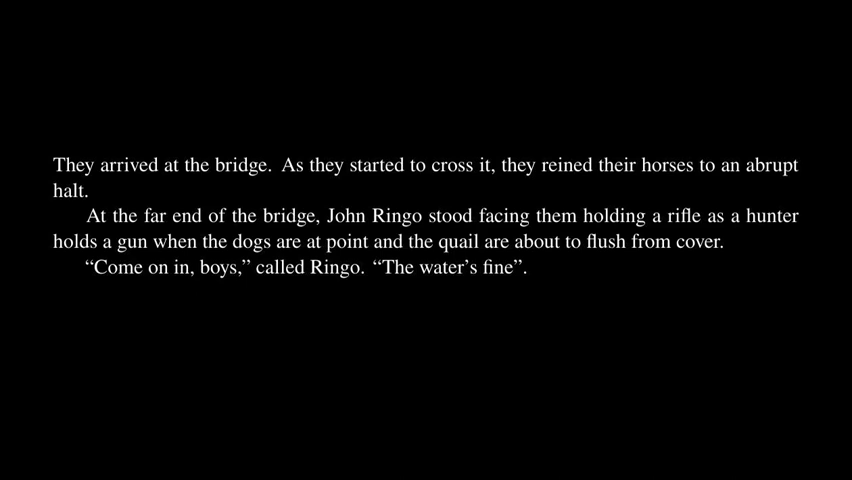 They arrived at the bridge. As they started to cross it, they reined their horses to an abrupt
halt.
At the far end of the bridge, John Ringo stood facing them holding a rifle as a hunter
holds a gun when the dogs are at point and the quail are about to flush from cover.
“Come on in, boys,” called Ringo. “The water’s fine”.